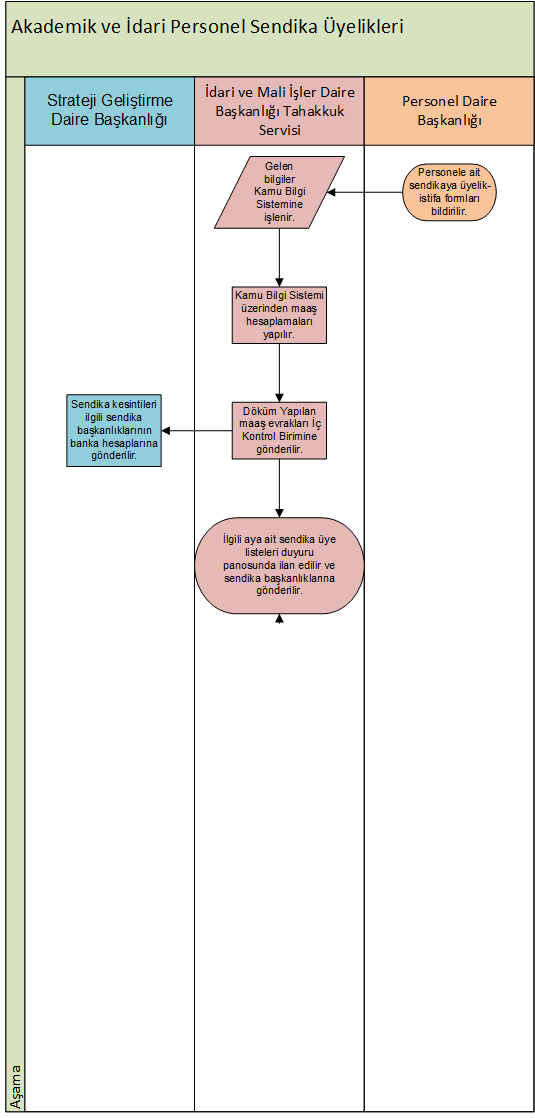 Akademik ve İdari Personel Sendika Üyelikleri
Strateji Geliştirme
Daire Başkanlığı
İdari ve Mali İşler Daire
Başkanlığı Tahakkuk
Servisi
Personel Daire
Başkanlığı
Gelen
bilgiler
Kamu Bilgi
Sistemine
işlenir.
Personele ait
sendikaya üyelik-
istifa formları
bildirilir.
Kamu Bilgi Sistemi
üzerinden maaş
hesaplamaları
yapılır.
Sendika kesintileri
ilgili sendika
başkanlıklarının
banka hesaplarına
gönderilir.
Döküm Yapılan
maaş evrakları İç
Kontrol Birimine
gönderilir.
İlgili aya ait sendika üye
listeleri duyuru
panosunda ilan edilir ve
sendika başkanlıklarına
gönderilir.
Aşama